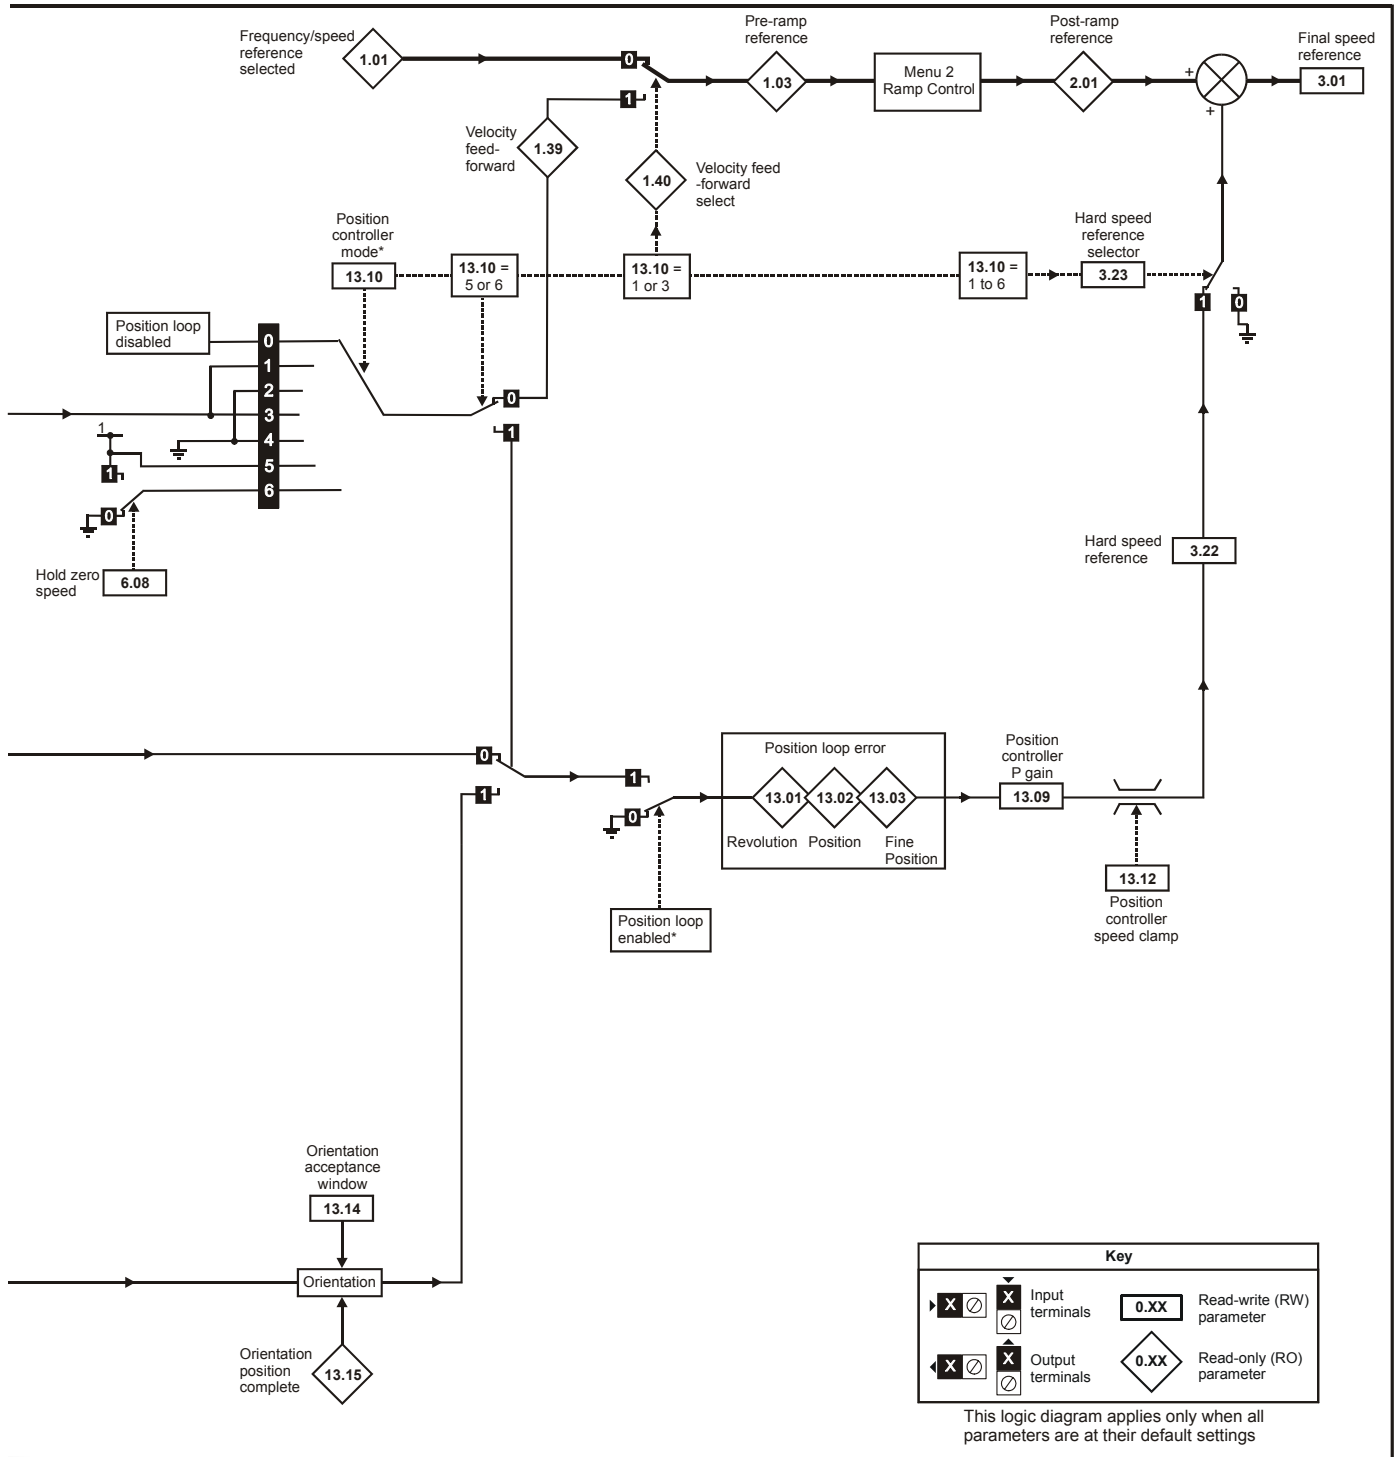 Frequency/speed
reference
selected
1.01
0
1
Pre-ramp
reference
1.03
Menu 2
Ramp Control
Post-ramp
reference
2.01
+
+
Final speed
reference
3.01
Velocity
feed-
forward
1.39
1.40
Velocity feed
-forward
select
Position
controller
mode*
13.10
13.10 =
5 or 6
13.10 =
1 or 3
13.10 =
1 to 6
Hard speed
reference
selector
3.23
1
0
Position loop
disabled
0
1
2
3
4
5
6
1
1
0
0
1
Hold zero
speed
6.08
Hard speed
reference
3.22
0
1
1
0
Position loop error
13.01
13.02
13.03
Revolution
Position
Fine
Position
Position
controller
P gain
13.09
13.12
Position
controller
speed clamp
Position loop
enabled*
Orientation
acceptance
window
13.14
Orientation
Orientation
position
complete
13.15
Key
X
X
Input
terminals
0.XX
Read-write (RW)
parameter
X
X
Output
terminals
0.XX
Read-only (RO)
parameter
This logic diagram applies only when all
parameters are at their default settings